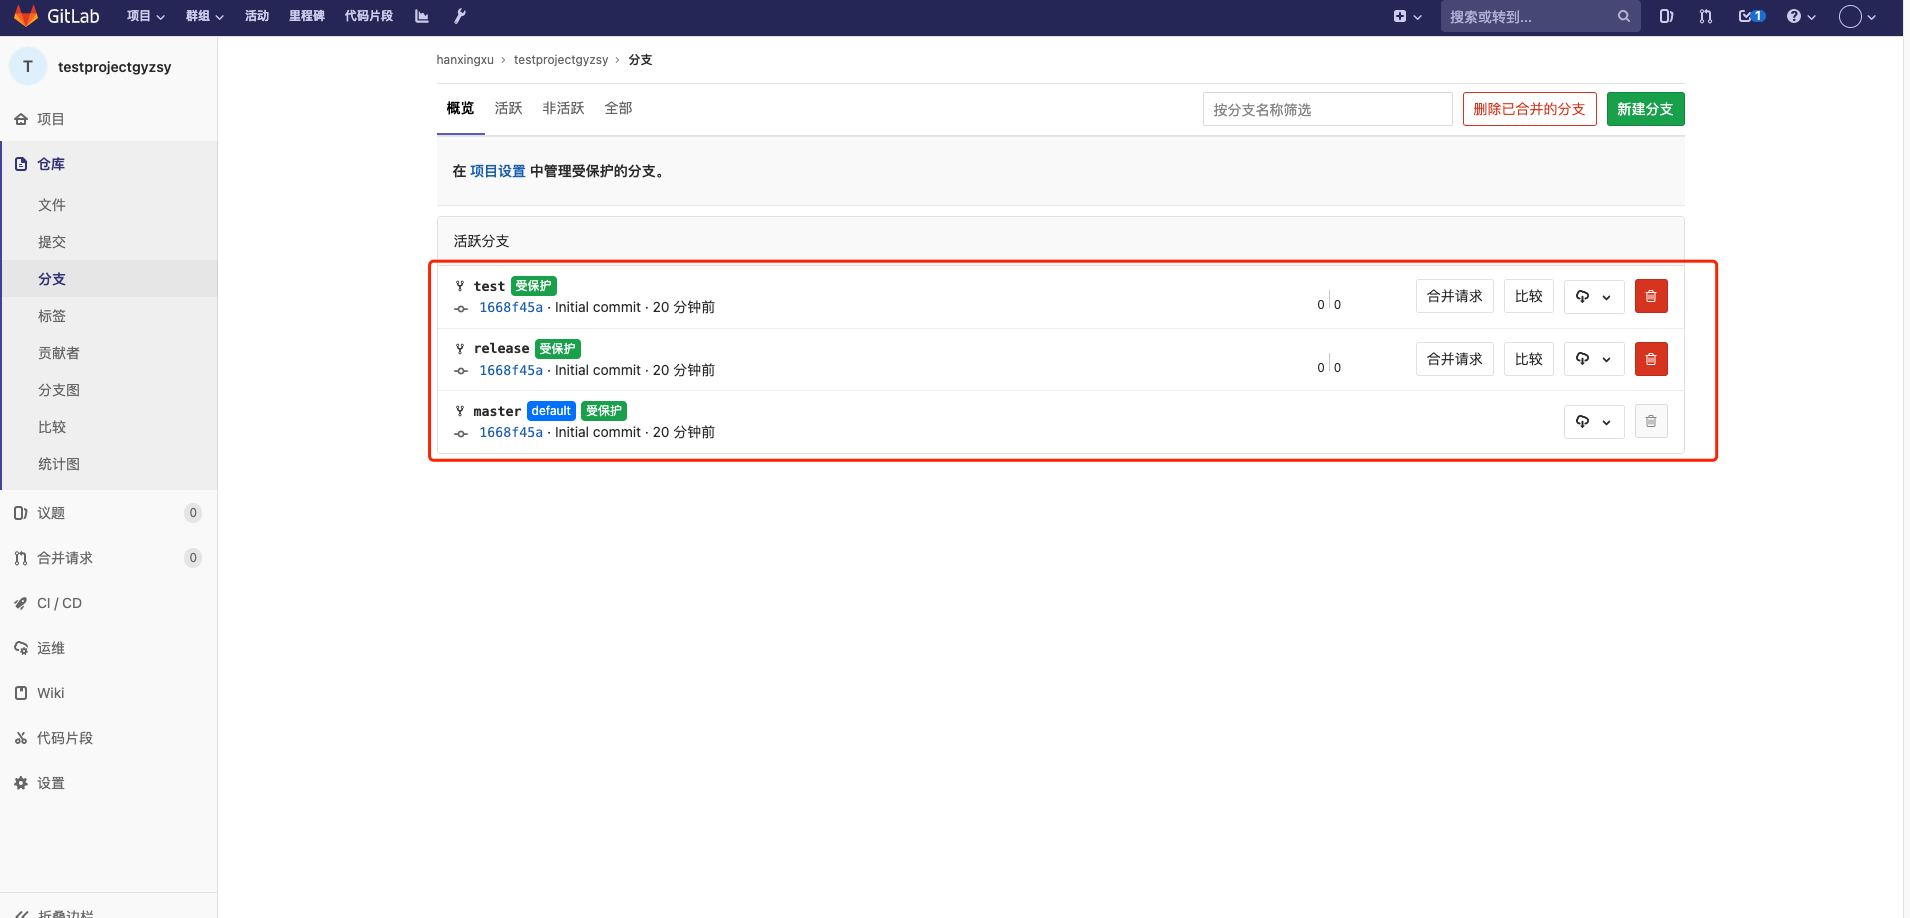 GitLab 项目 群组 活动 里程碑 代码片段 搜索或转到... 1
T testprojectgyzsy
项目
仓库
文件
提交
分支
标签
贡献者
分支图
比较
统计图
议题 0
合并请求 0
CI / CD
运维
Wiki
代码片段
设置
折叠边栏
hanxingxu › testprojectgyzsy › 分支
概览 活跃 非活跃 全部 按分支名称筛选 删除已合并的分支 新建分支
在 项目设置 中管理受保护的分支。
活跃分支
test 受保护
1668f45a · Initial commit · 20 分钟前
0 0 合并请求 比较
release 受保护
1668f45a · Initial commit · 20 分钟前
0 0 合并请求 比较
master default 受保护
1668f45a · Initial commit · 20 分钟前